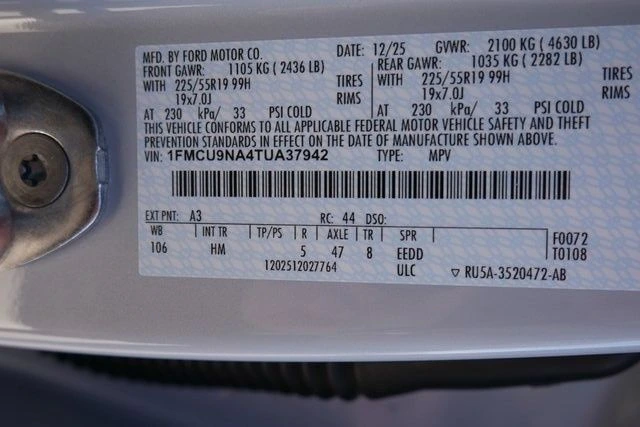 MFD. BY FORD MOTOR CO. DATE: 12/25 GVWR: 2100 KG ( 4630 LB)
FRONT GAWR: 1105 KG ( 2436 LB) REAR GAWR: 1035 KG ( 2282 LB)
WITH 225/55R19 99H TIRES WITH 225/55R19 99H TIRES
19x7.0J RIMS 19x7.0J RIMS
AT 230 kPa/ 33 PSI COLD AT 230 kPa/ 33 PSI COLD
THIS VEHICLE CONFORMS TO ALL APPLICABLE FEDERAL MOTOR VEHICLE SAFETY AND THEFT
PREVENTION STANDARDS IN EFFECT ON THE DATE OF MANUFACTURE SHOWN ABOVE.
VIN: 1FMCU9NA4TUA37942 TYPE: MPV
EXT PNT: A3 RC: 44 DSO:
WB INT TR TP/PS R AXLE TR SPR F0072
106 HM 5 47 8 EEDD T0108
1202512027764 ULC ▽ RU5A-3520472-AB